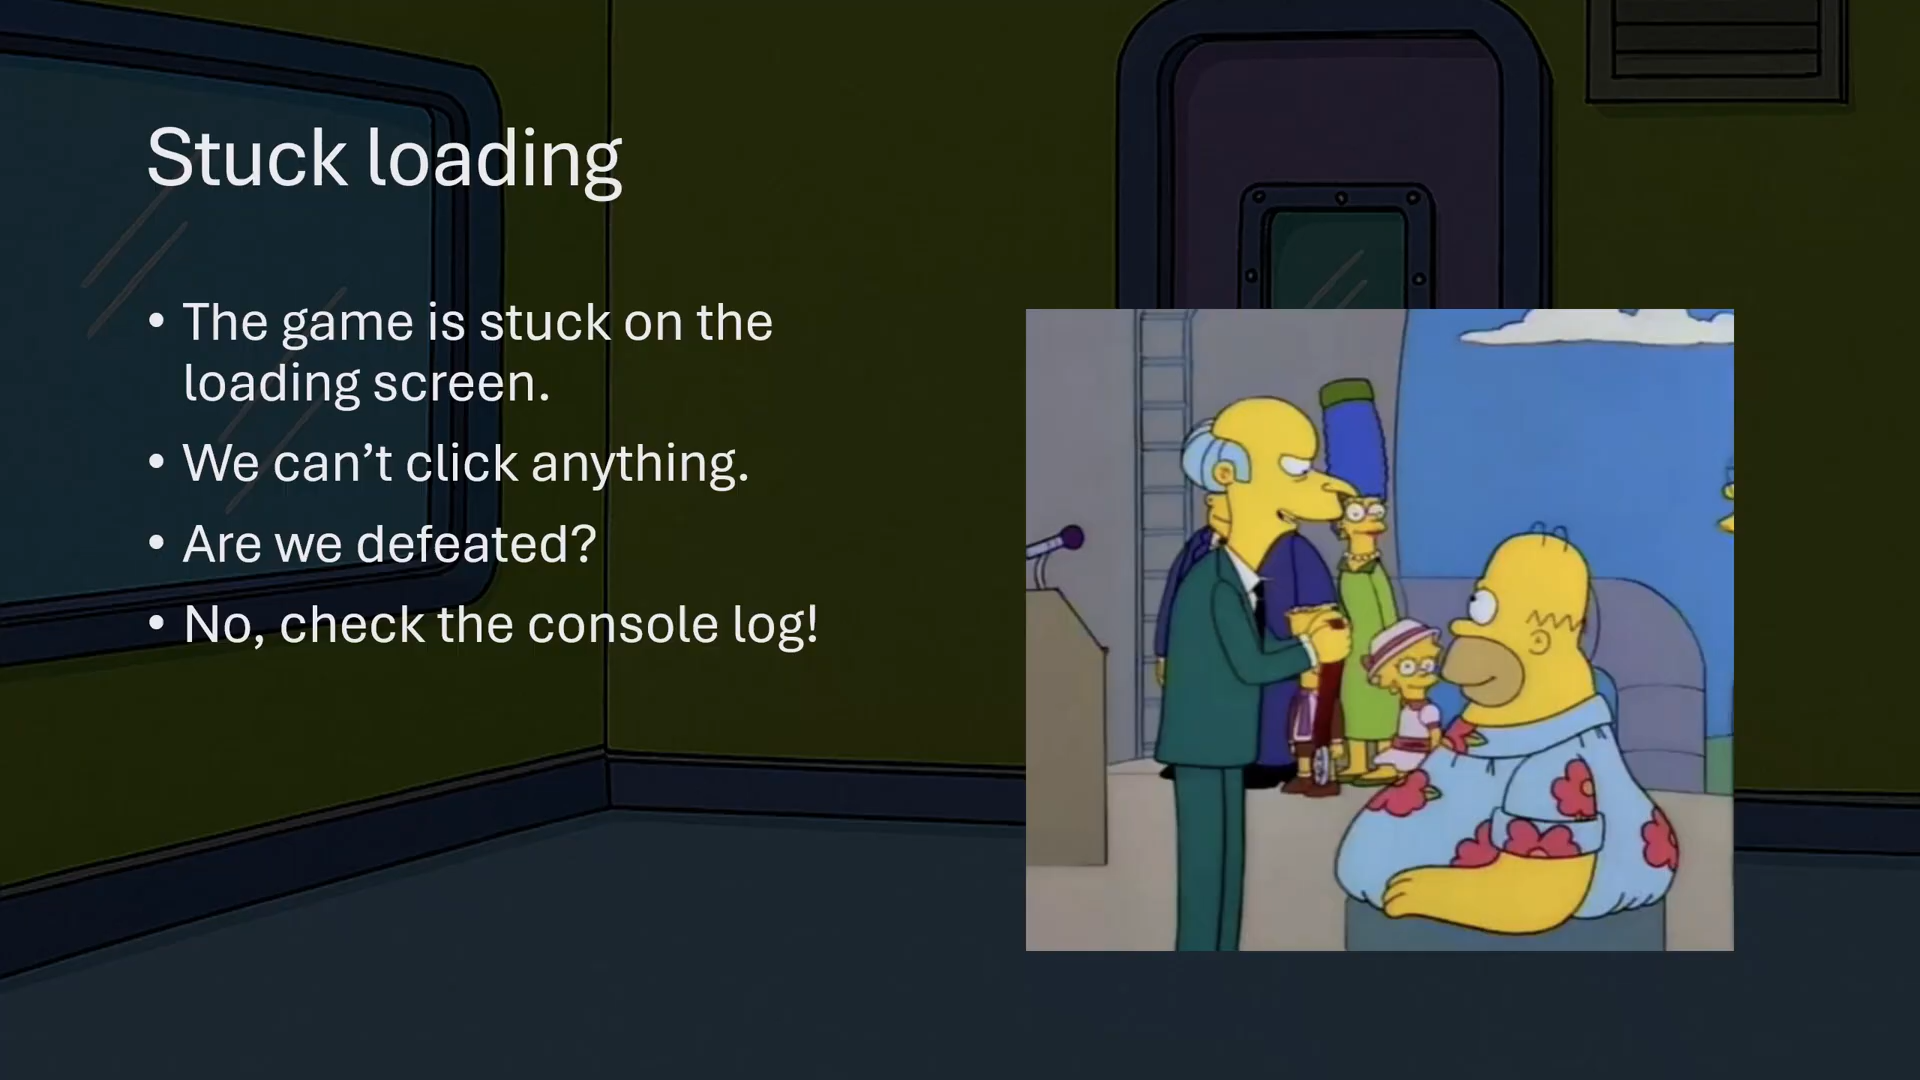 Stuck loading
• The game is stuck on the
loading screen.
• We can’t click anything.
• Are we defeated?
• No, check the console log!